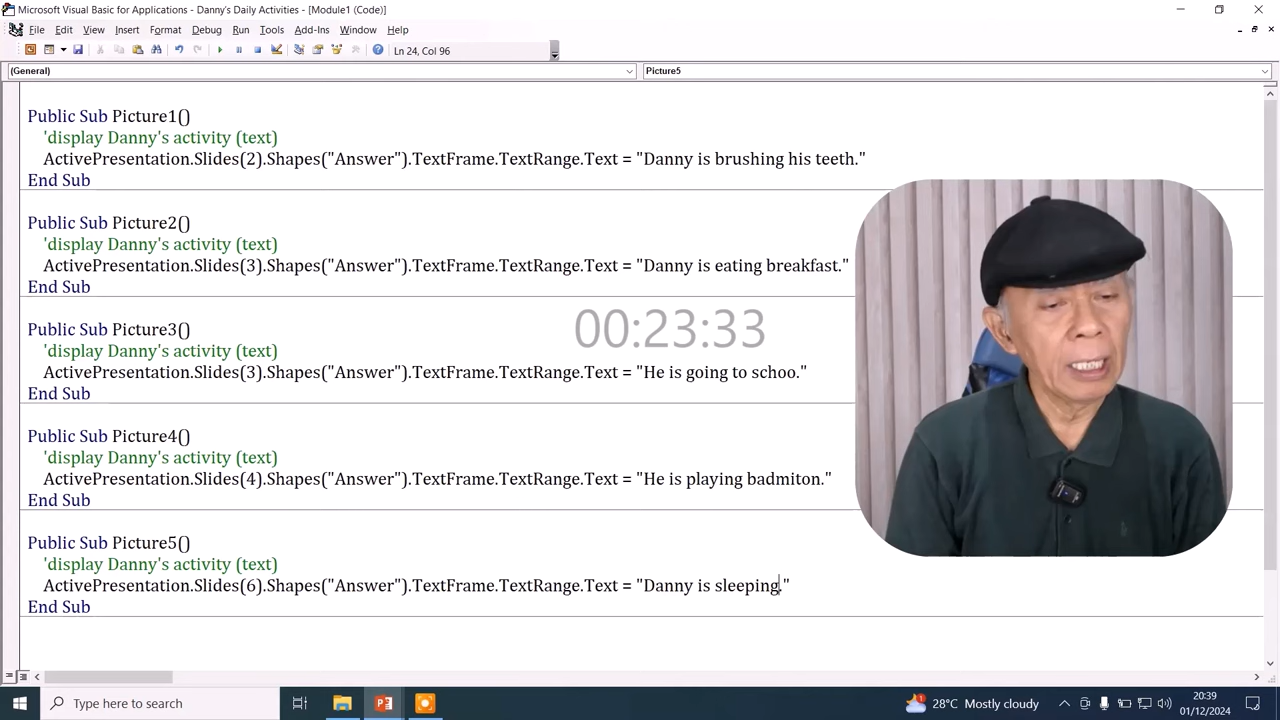 Microsoft Visual Basic for Applications - Danny's Daily Activities - [Module1 (Code)]
File Edit View Insert Format Debug Run Tools Add-Ins Window Help
Ln 24, Col 96
(General) Picture5
Public Sub Picture1()
'display Danny's activity (text)
ActivePresentation.Slides(2).Shapes("Answer").TextFrame.TextRange.Text = "Danny is brushing his teeth."
End Sub
Public Sub Picture2()
'display Danny's activity (text)
ActivePresentation.Slides(3).Shapes("Answer").TextFrame.TextRange.Text = "Danny is eating breakfast."
End Sub
00:23:33
Public Sub Picture3()
'display Danny's activity (text)
ActivePresentation.Slides(3).Shapes("Answer").TextFrame.TextRange.Text = "He is going to schoo."
End Sub
Public Sub Picture4()
'display Danny's activity (text)
ActivePresentation.Slides(4).Shapes("Answer").TextFrame.TextRange.Text = "He is playing badmiton."
End Sub
Public Sub Picture5()
'display Danny's activity (text)
ActivePresentation.Slides(6).Shapes("Answer").TextFrame.TextRange.Text = "Danny is sleeping."
End Sub
Type here to search
28°C Mostly cloudy
20:39
01/12/2024